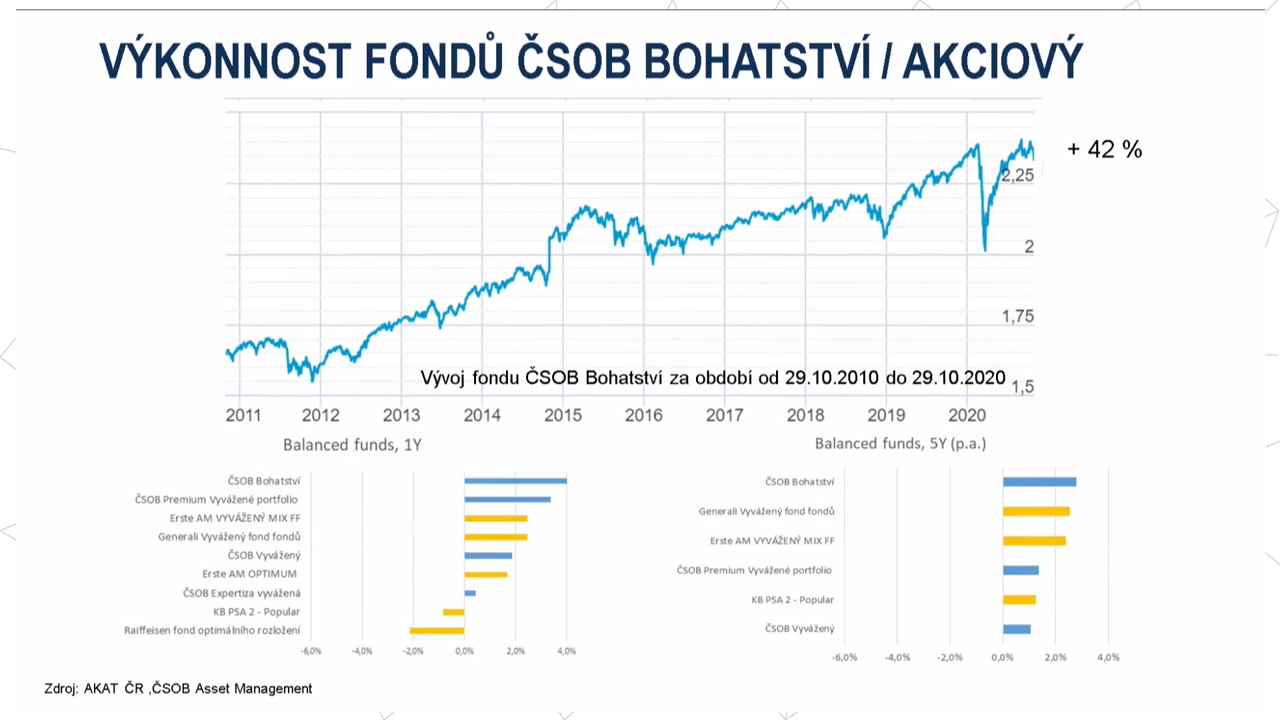 VÝKONNOST FONDŮ ČSOB BOHATSTVÍ / AKCIOVÝ
+ 42 %
2,25
2
1,75
Vývoj fondu ČSOB Bohatství za období od 29.10.2010 do 29.10.2020
1,5
2011 2012 2013 2014 2015 2016 2017 2018 2019 2020
Balanced funds, 1Y
ČSOB Bohatství
ČSOB Premium Vyvážené portfolio
Erste AM VYVÁŽENÝ MIX FF
Generali Vyvážený fond fondů
ČSOB Vyvážený
Erste AM OPTIMUM
ČSOB Expertiza vyvážená
KB PSA 2 - Popular
Raiffeisen fond optimálního rozložení
-6,0% -4,0% -2,0% 0,0% 2,0% 4,0%
Balanced funds, 5Y (p.a.)
ČSOB Bohatství
Generali Vyvážený fond fondů
Erste AM VYVÁŽENÝ MIX FF
ČSOB Premium Vyvážené portfolio
KB PSA 2 - Popular
ČSOB Vyvážený
-6,0% -4,0% -2,0% 0,0% 2,0% 4,0%
Zdroj: AKAT ČR ,ČSOB Asset Management